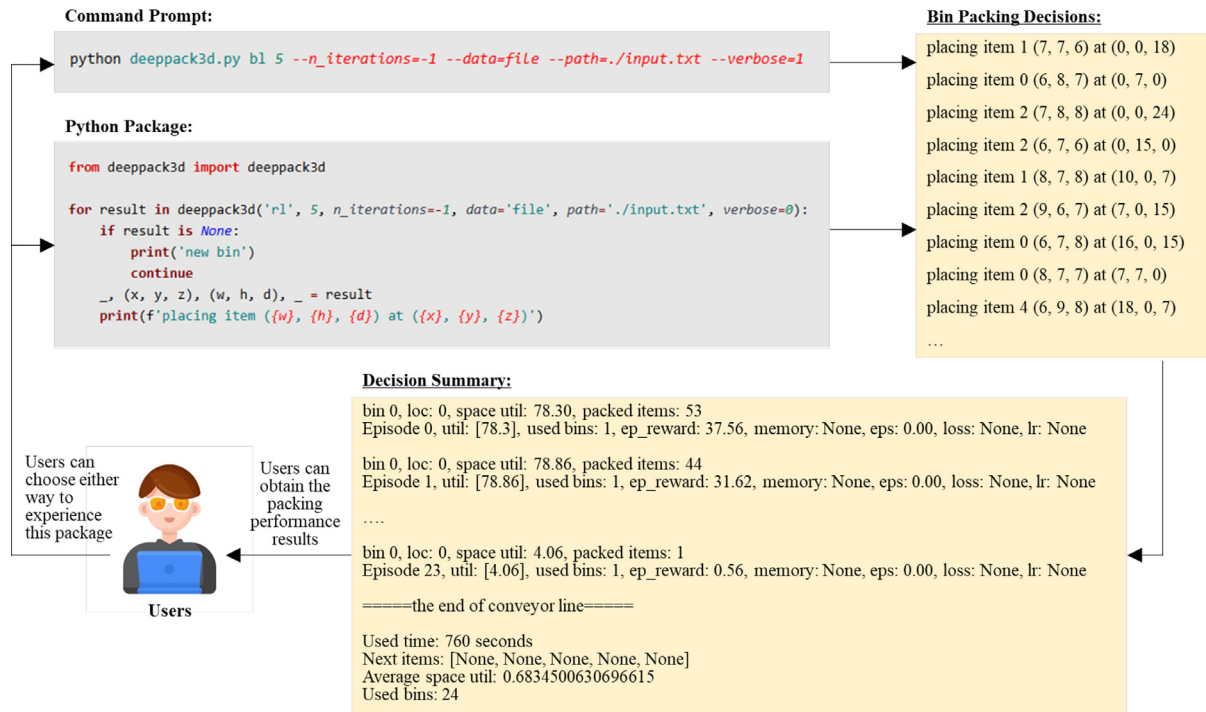 Command Prompt:
python deeppack3d.py bl 5 --n_iterations=-1 --data=file --path=./input.txt --verbose=1
Python Package:
from deeppack3d import deeppack3d
for result in deeppack3d('rl', 5, n_iterations=-1, data='file', path='./input.txt', verbose=0):
if result is None:
print('new bin')
continue
_, (x, y, z), (w, h, d), _ = result
print(f'placing item ({w}, {h}, {d}) at ({x}, {y}, {z})')
Bin Packing Decisions:
placing item 1 (7, 7, 6) at (0, 0, 18)
placing item 0 (6, 8, 7) at (0, 7, 0)
placing item 2 (7, 8, 8) at (0, 0, 24)
placing item 2 (6, 7, 6) at (0, 15, 0)
placing item 1 (8, 7, 8) at (10, 0, 7)
placing item 2 (9, 6, 7) at (7, 0, 15)
placing item 0 (6, 7, 8) at (16, 0, 15)
placing item 0 (8, 7, 7) at (7, 7, 0)
placing item 4 (6, 9, 8) at (18, 0, 7)
…
Decision Summary:
bin 0, loc: 0, space util: 78.30, packed items: 53
Episode 0, util: [78.3], used bins: 1, ep_reward: 37.56, memory: None, eps: 0.00, loss: None, lr: None
bin 0, loc: 0, space util: 78.86, packed items: 44
Episode 1, util: [78.86], used bins: 1, ep_reward: 31.62, memory: None, eps: 0.00, loss: None, lr: None
….
bin 0, loc: 0, space util: 4.06, packed items: 1
Episode 23, util: [4.06], used bins: 1, ep_reward: 0.56, memory: None, eps: 0.00, loss: None, lr: None
=====the end of conveyor line=====
Used time: 760 seconds
Next items: [None, None, None, None, None]
Average space util: 0.6834500630696615
Used bins: 24
Users can
choose either
way to
experience
this package
Users can
obtain the
packing
performance
results
Users